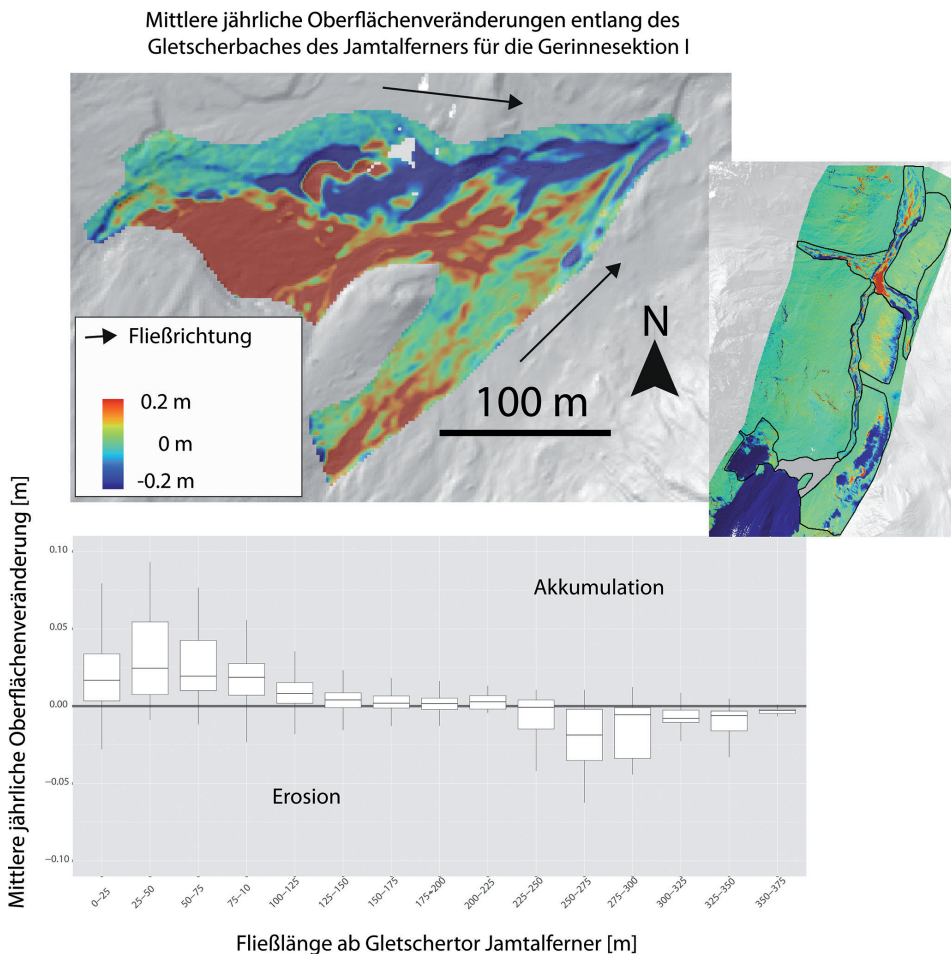 Mittlere jährliche Oberflächenveränderungen entlang des
Gletscherbaches des Jamtalferners für die Gerinnesektion I
Fließrichtung
0.2 m
0 m
-0.2 m
N
100 m
Mittlere jährliche Oberflächenveränderung [m]
0.10
0.05
0.00
−0.05
−0.10
Akkumulation
Erosion
0−25
25−50
50−75
75−10
100−125
125−150
150−175
175*200
200−225
225−250
250−275
275−300
300−325
325−350
350−375
Fließlänge ab Gletschertor Jamtalferner [m]